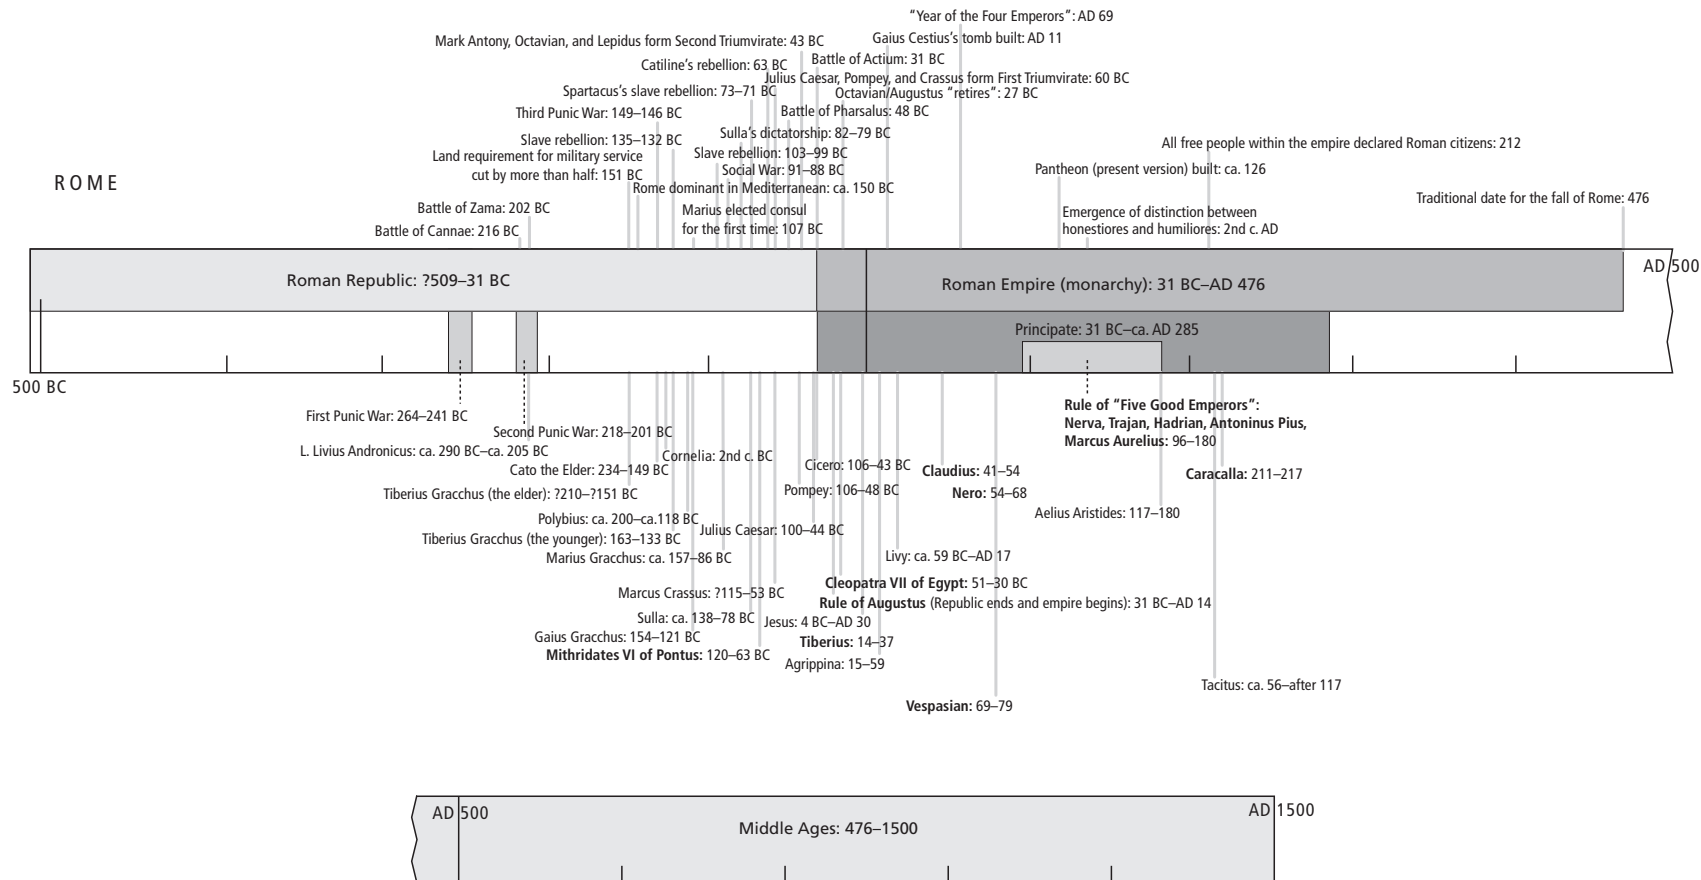 “Year of the Four Emperors”: AD 69
Gaius Cestius’s tomb built: AD 11
Mark Antony, Octavian, and Lepidus form Second Triumvirate: 43 BC
Battle of Actium: 31 BC
Catiline’s rebellion: 63 BC
Julius Caesar, Pompey, and Crassus form First Triumvirate: 60 BC
Spartacus’s slave rebellion: 73–71 BC
Octavian/Augustus “retires”: 27 BC
Third Punic War: 149–146 BC
Battle of Pharsalus: 48 BC
Sulla’s dictatorship: 82–79 BC
Slave rebellion: 135–132 BC
All free people within the empire declared Roman citizens: 212
Slave rebellion: 103–99 BC
Land requirement for military service
cut by more than half: 151 BC
Social War: 91–88 BC
Pantheon (present version) built: ca. 126
ROME
Rome dominant in Mediterranean: ca. 150 BC
Traditional date for the fall of Rome: 476
Battle of Zama: 202 BC
Marius elected consul
for the first time: 107 BC
Emergence of distinction between
honestiores and humiliores: 2nd c. AD
Battle of Cannae: 216 BC
AD 500
Roman Republic: ?509–31 BC
Roman Empire (monarchy): 31 BC–AD 476
Principate: 31 BC–ca. AD 285
500 BC
First Punic War: 264–241 BC
Rule of “Five Good Emperors”:
Nerva, Trajan, Hadrian, Antoninus Pius,
Marcus Aurelius: 96–180
Second Punic War: 218–201 BC
L. Livius Andronicus: ca. 290 BC–ca. 205 BC
Cornelia: 2nd c. BC
Cato the Elder: 234–149 BC
Cicero: 106–43 BC
Claudius: 41–54
Caracalla: 211–217
Tiberius Gracchus (the elder): ?210–?151 BC
Pompey: 106–48 BC
Nero: 54–68
Aelius Aristides: 117–180
Polybius: ca. 200–ca.118 BC
Julius Caesar: 100–44 BC
Tiberius Gracchus (the younger): 163–133 BC
Marius Gracchus: ca. 157–86 BC
Livy: ca. 59 BC–AD 17
Cleopatra VII of Egypt: 51–30 BC
Marcus Crassus: ?115–53 BC
Rule of Augustus (Republic ends and empire begins): 31 BC–AD 14
Sulla: ca. 138–78 BC
Jesus: 4 BC–AD 30
Gaius Gracchus: 154–121 BC
Tiberius: 14–37
Mithridates VI of Pontus: 120–63 BC
Agrippina: 15–59
Tacitus: ca. 56–after 117
Vespasian: 69–79
AD 500
AD 1500
Middle Ages: 476–1500